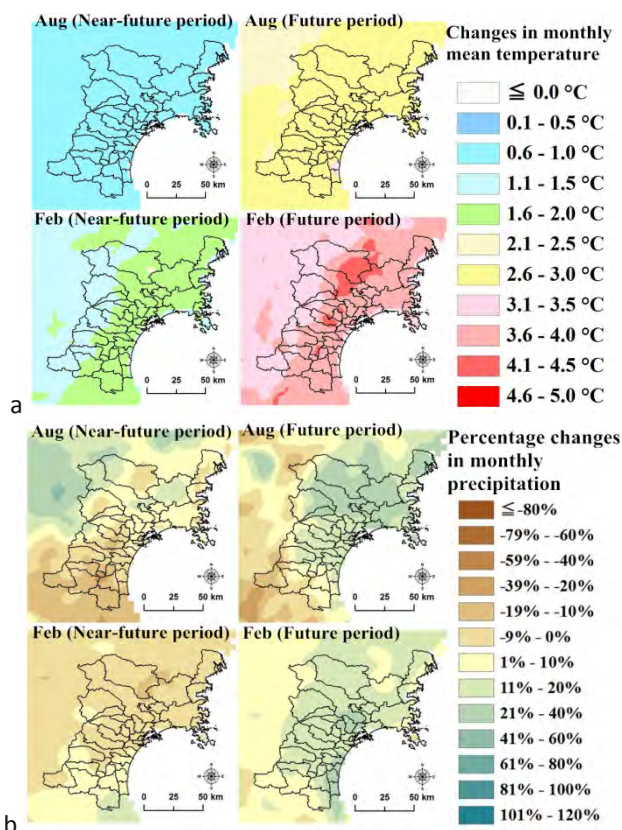 Aug (Near-future period)
Aug (Future period)
Changes in monthly
mean temperature
≦ 0.0 °C
0.1 - 0.5 °C
0.6 - 1.0 °C
1.1 - 1.5 °C
1.6 - 2.0 °C
2.1 - 2.5 °C
2.6 - 3.0 °C
3.1 - 3.5 °C
3.6 - 4.0 °C
4.1 - 4.5 °C
4.6 - 5.0 °C
0 25 50 km
0 25 50 km
Feb (Near-future period)
Feb (Future period)
0 25 50 km
0 25 50 km
a
Aug (Near-future period)
Aug (Future period)
Percentage changes
in monthly
precipitation
≦ -80%
-79% - -60%
-59% - -40%
-39% - -20%
-19% - -10%
-9% - 0%
1% - 10%
11% - 20%
21% - 40%
41% - 60%
61% - 80%
81% - 100%
101% - 120%
0 25 50 km
0 25 50 km
Feb (Near-future period)
Feb (Future period)
0 25 50 km
0 25 50 km
b